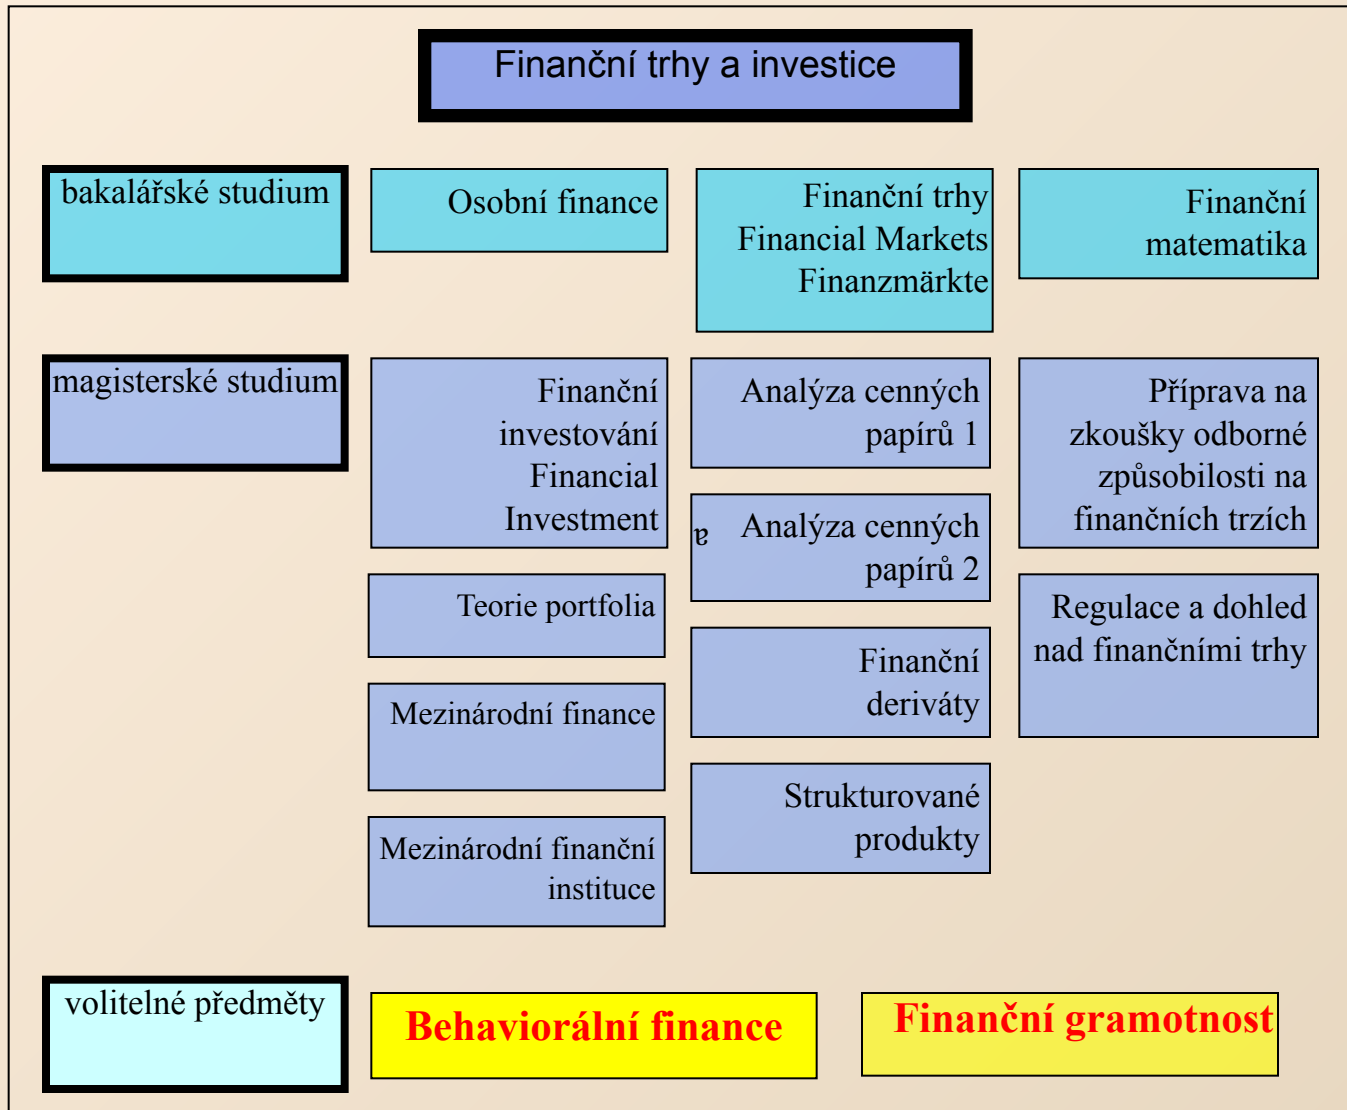 Finanční trhy a investice
bakalářské studium
Osobní finance
Finanční trhy
Financial Markets
Finanzmärkte
Finanční
matematika
magisterské studium
Finanční
investování
Financial
Investment
Analýza cenných
papírů 1
Příprava na
zkoušky odborné
způsobilosti na
finančních trzích
Analýza cenných
papírů 2
Teorie portfolia
Regulace a dohled
nad finančními trhy
Finanční
deriváty
Mezinárodní finance
Strukturované
produkty
Mezinárodní finanční
instituce
volitelné předměty
Behaviorální finance
Finanční gramotnost